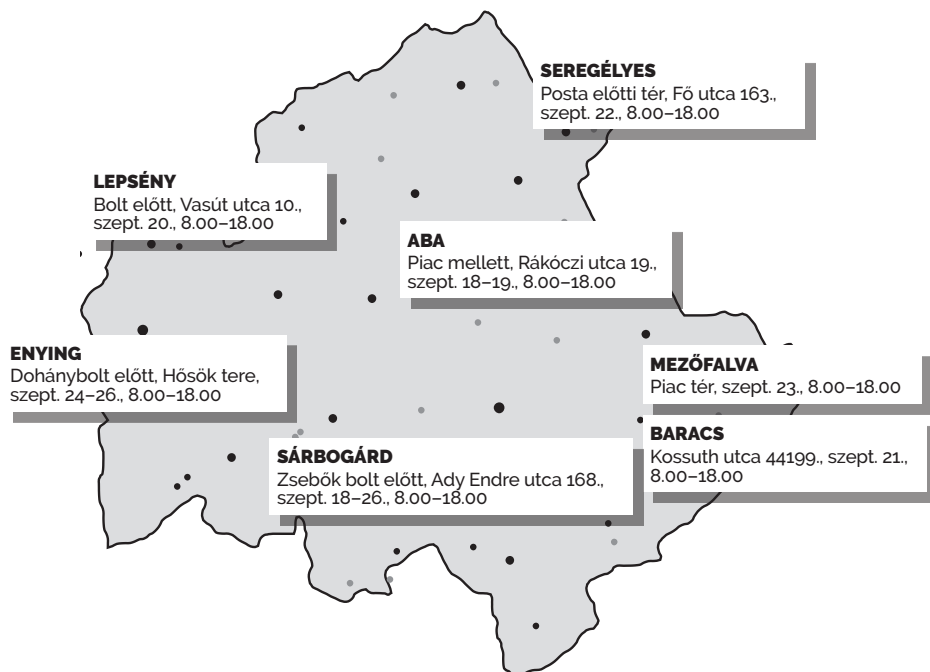 SEREGÉLYES
Posta előtti tér, Fő utca 163.,
szept. 22., 8.00–18.00
LEPSÉNY
Bolt előtt, Vasút utca 10.,
szept. 20., 8.00–18.00
ABA
Piac mellett, Rákóczi utca 19.,
szept. 18–19., 8.00–18.00
ENYING
Dohánybolt előtt, Hősök tere,
szept. 24–26., 8.00–18.00
MEZŐFALVA
Piac tér, szept. 23., 8.00–18.00
BARACS
Kossuth utca 44199., szept. 21.,
8.00–18.00
SÁRBOGÁRD
Zsebők bolt előtt, Ady Endre utca 168.,
szept. 18–26., 8.00–18.00